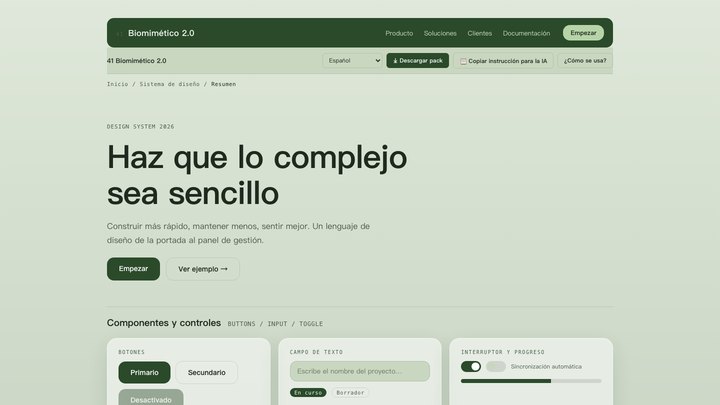 41 Biomimético 2.0 Producto Soluciones Clientes Documentación Empezar
41 Biomimético 2.0 Español Descargar pack Copiar instrucción para la IA ¿Cómo se usa?
Inicio / Sistema de diseño / Resumen
DESIGN SYSTEM 2026
Haz que lo complejo
sea sencillo
Construir más rápido, mantener menos, sentir mejor. Un lenguaje de
diseño de la portada al panel de gestión.
Empezar Ver ejemplo →
Componentes y controles BUTTONS / INPUT / TOGGLE
BOTONES
Primario Secundario
Desactivado
CAMPO DE TEXTO
Escribe el nombre del proyecto...
En curso Borrador
INTERRUPTOR Y PROGRESO
Sincronización automática